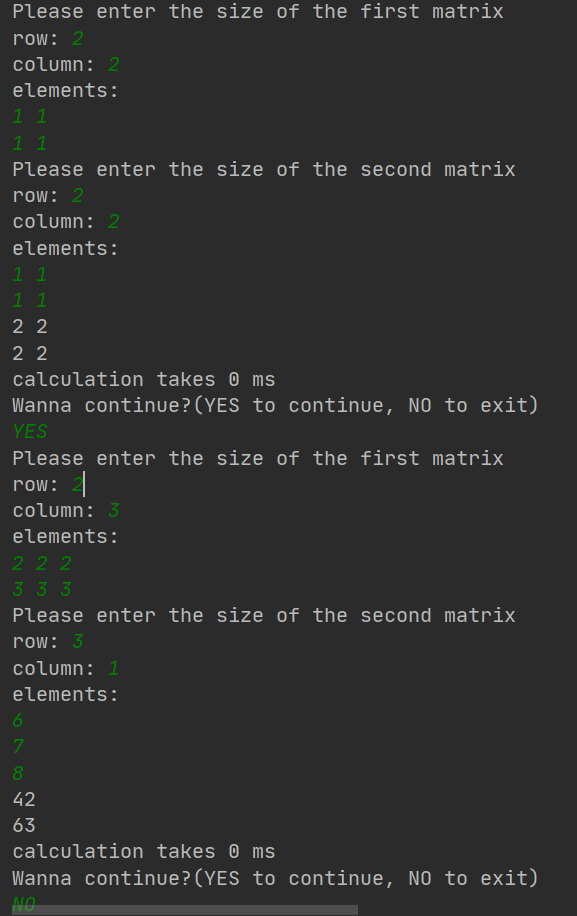 Please enter the size of the first matrix
row: 2
column: 2
elements:
1 1
1 1
Please enter the size of the second matrix
row: 2
column: 2
elements:
1 1
1 1
2 2
2 2
calculation takes 0 ms
Wanna continue?(YES to continue, NO to exit)
YES
Please enter the size of the first matrix
row: 2
column: 3
elements:
2 2 2
3 3 3
Please enter the size of the second matrix
row: 3
column: 1
elements:
6
7
8
42
63
calculation takes 0 ms
Wanna continue?(YES to continue, NO to exit)
NO